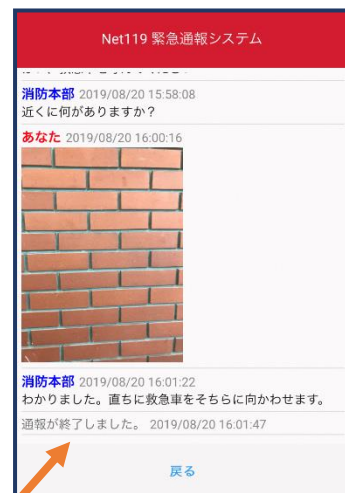 Net119 緊急通報システム
消防本部 2019/08/20 15:58:08
近くに何がありますか？
あなた 2019/08/20 16:00:16
消防本部 2019/08/20 16:01:22
わかりました。直ちに救急車をそちらに向かわせます。
通報が終了しました。 2019/08/20 16:01:47
戻る